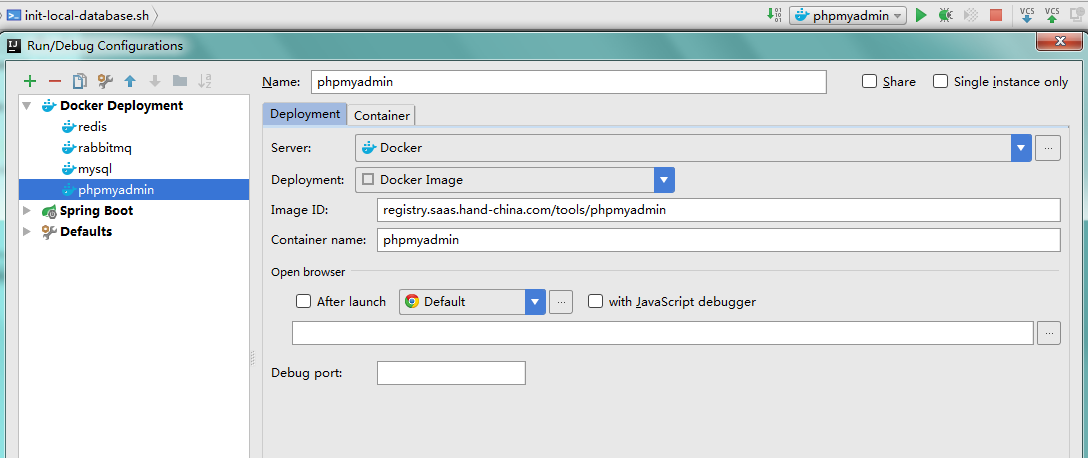 init-local-database.sh
phpmyadmin
VCS
VCS
Run/Debug Configurations
Name: phpmyadmin
Share
Single instance only
Docker Deployment
redis
rabbitmq
mysql
phpmyadmin
Spring Boot
Defaults
Deployment
Container
Server: Docker
Deployment: Docker Image
Image ID: registry.saas.hand-china.com/tools/phpmyadmin
Container name: phpmyadmin
Open browser
After launch
Default
with JavaScript debugger
Debug port: